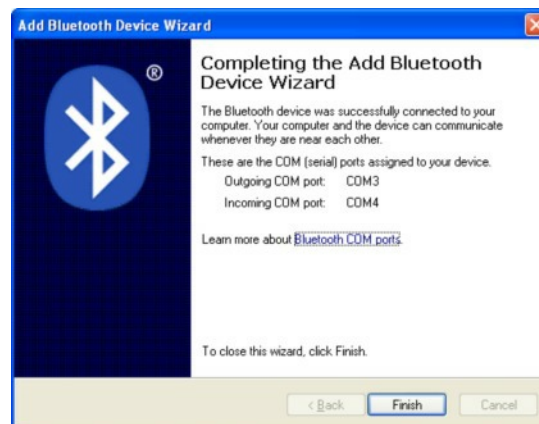 Add Bluetooth Device Wizard
®
Completing the Add Bluetooth
Device Wizard
The Bluetooth device was successfully connected to your
computer. Your computer and the device can communicate
whenever they are near each other.
These are the COM (serial) ports assigned to your device.
Outgoing COM port: COM3
Incoming COM port: COM4
Learn more about Bluetooth COM ports.
To close this wizard, click Finish.
< Back Finish Cancel